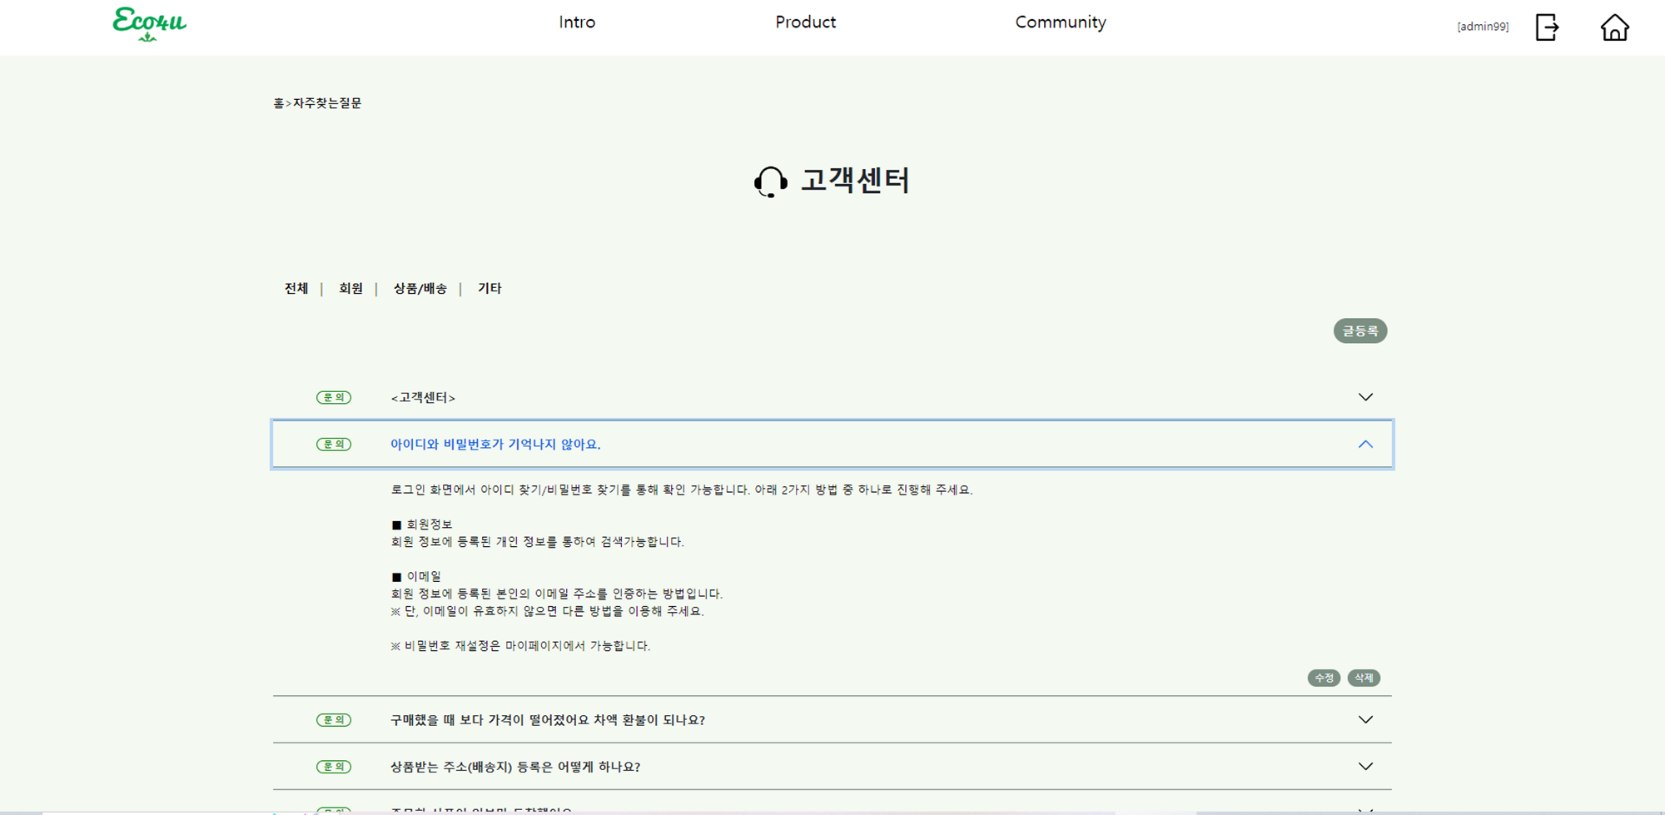 Eco4u
Intro
Product
Community
[admin99]
홈>자주찾는질문
고객센터
전체 | 회원 | 상품/배송 | 기타
글등록
문의 <고객센터>
문의 아이디와 비밀번호가 기억나지 않아요.
로그인 화면에서 아이디 찾기/비밀번호 찾기를 통해 확인 가능합니다. 아래 2가지 방법 중 하나로 진행해 주세요.
■ 회원정보
회원 정보에 등록된 개인 정보를 통하여 검색가능합니다.
■ 이메일
회원 정보에 등록된 본인의 이메일 주소를 인증하는 방법입니다.
※ 단, 이메일이 유효하지 않으면 다른 방법을 이용해 주세요.
※ 비밀번호 재설정은 마이페이지에서 가능합니다.
수정 삭제
문의 구매했을 때 보다 가격이 떨어졌어요 차액 환불이 되나요?
문의 상품받는 주소(배송지) 등록은 어떻게 하나요?